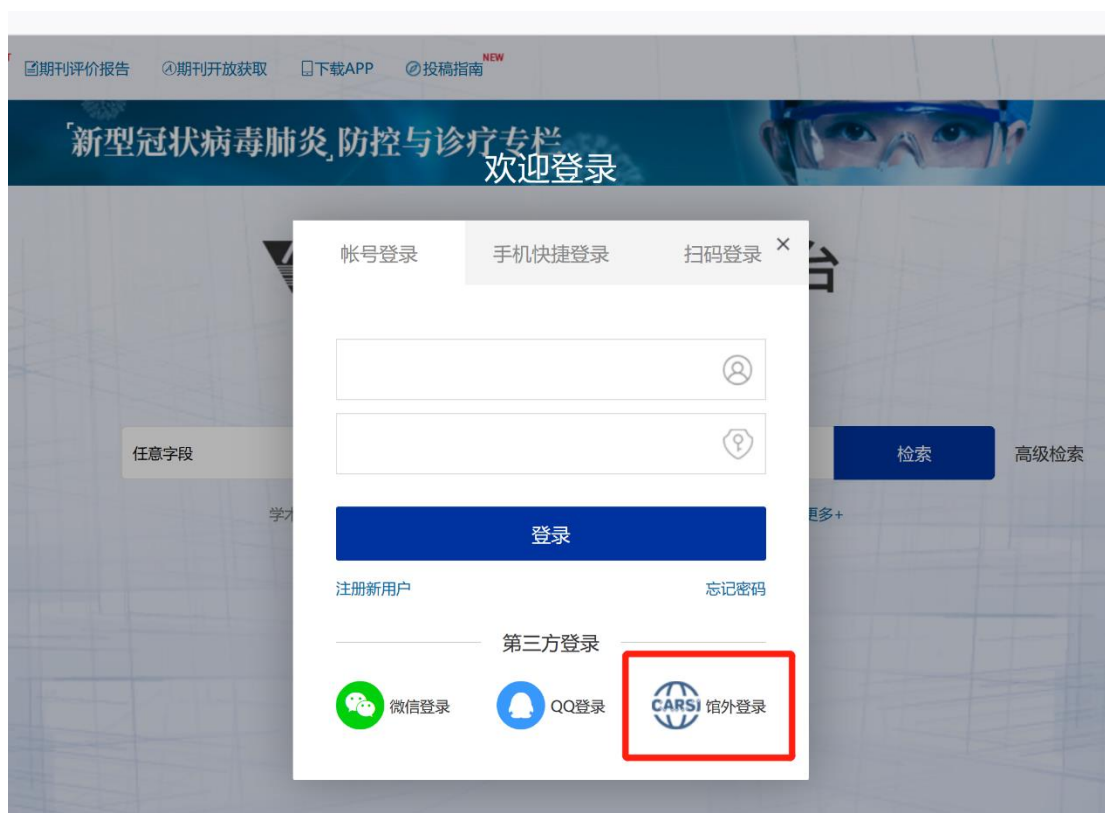 期刊评价报告 期刊开放获取 下载APP 投稿指南 NEW
「新型冠状病毒肺炎」防控与诊疗专栏
欢迎登录
帐号登录 手机快捷登录 扫码登录 ×
台
任意字段 检索 高级检索
学术 更多+
登录
注册新用户 忘记密码
第三方登录
微信登录 QQ登录 CARSI 馆外登录